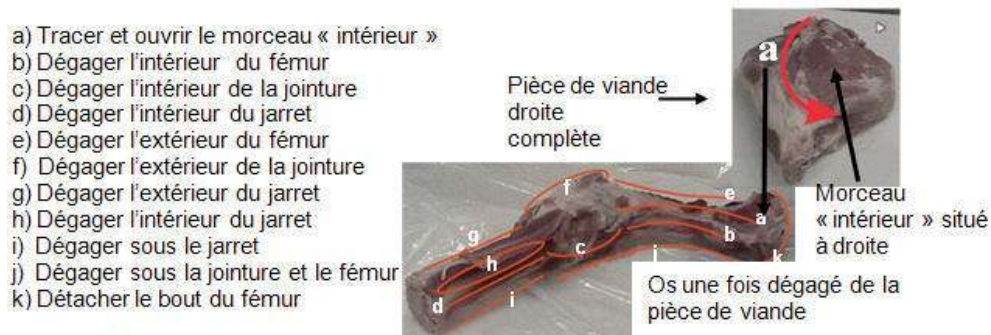 a) Tracer et ouvrir le morceau « intérieur »
b) Dégager l'intérieur du fémur
c) Dégager l'intérieur de la jointure
d) Dégager l'intérieur du jarret
e) Dégager l'extérieur du fémur
f) Dégager l'extérieur de la jointure
g) Dégager l'extérieur du jarret
h) Dégager l'intérieur du jarret
i) Dégager sous le jarret
j) Dégager sous la jointure et le fémur
k) Détacher le bout du fémur
Pièce de viande
droite
complète
a
Morceau
« intérieur » situé
à droite
f
e
a
g
b
c
j
k
h
d
i
Os une fois dégagé de la
pièce de viande